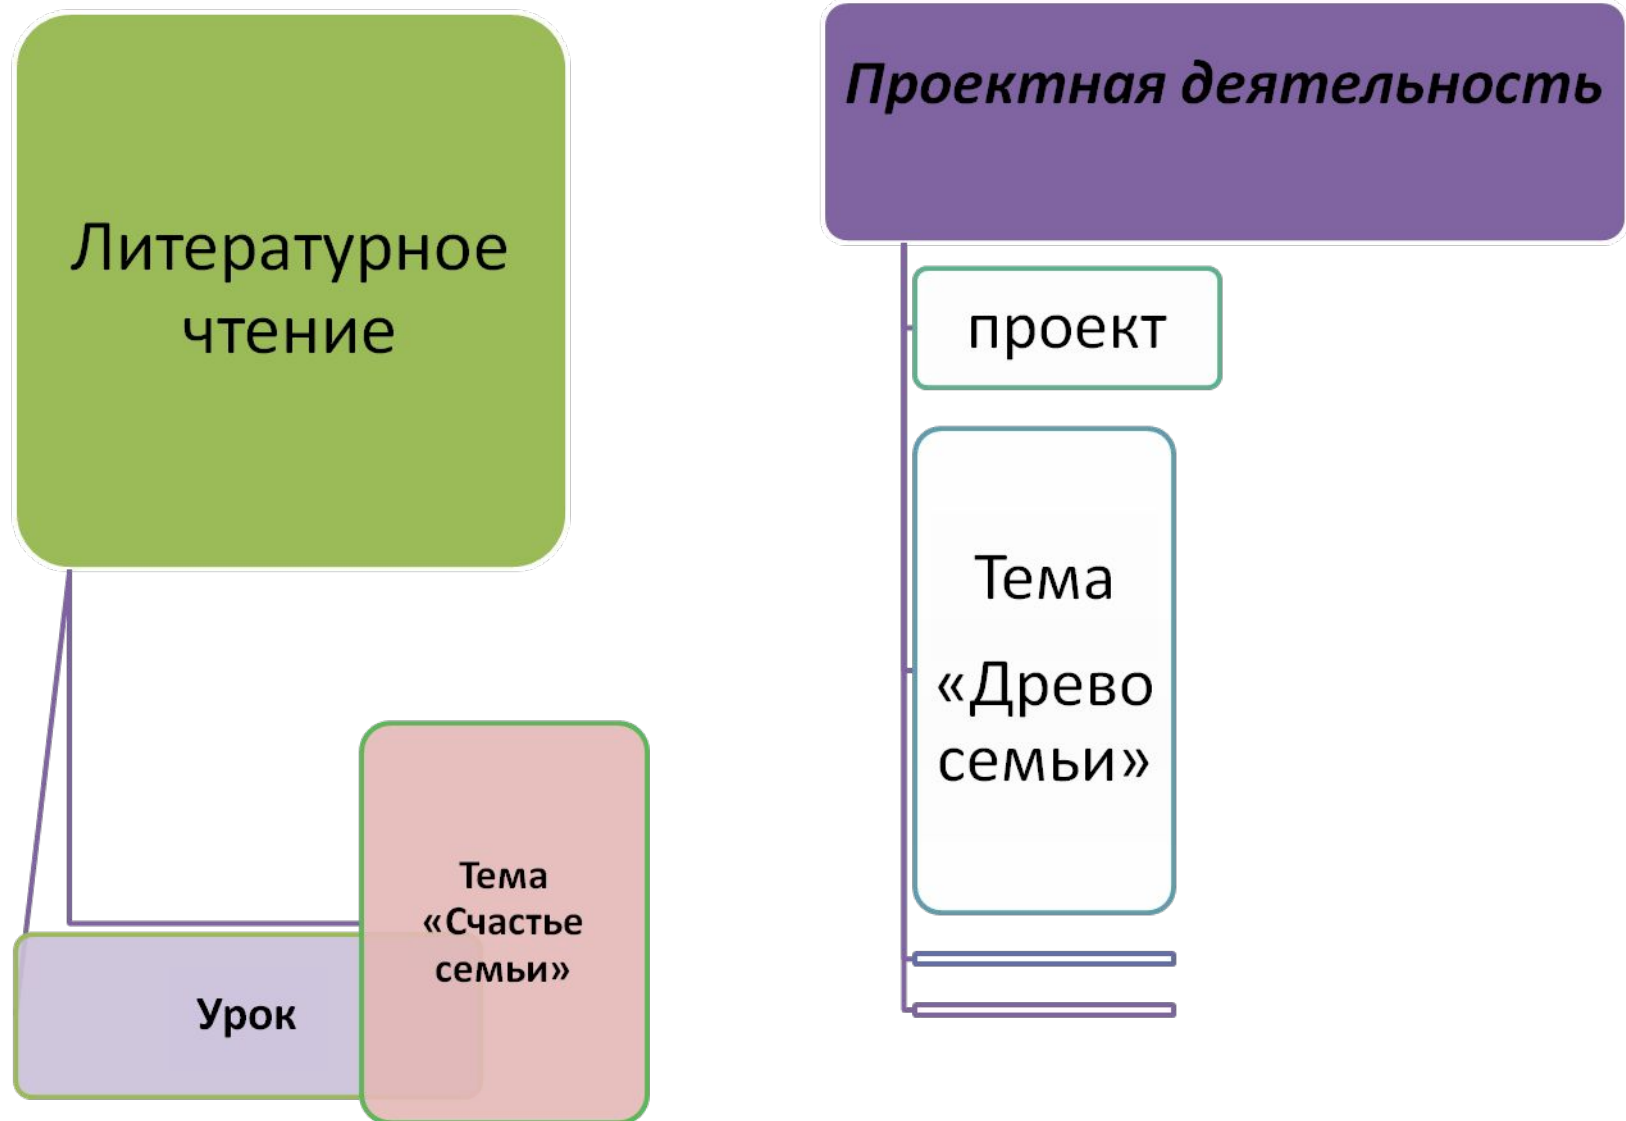 Литературное
чтение
Тема
«Счастье
семьи»
Урок
Проектная деятельность
проект
Тема
«Древо
семьи»